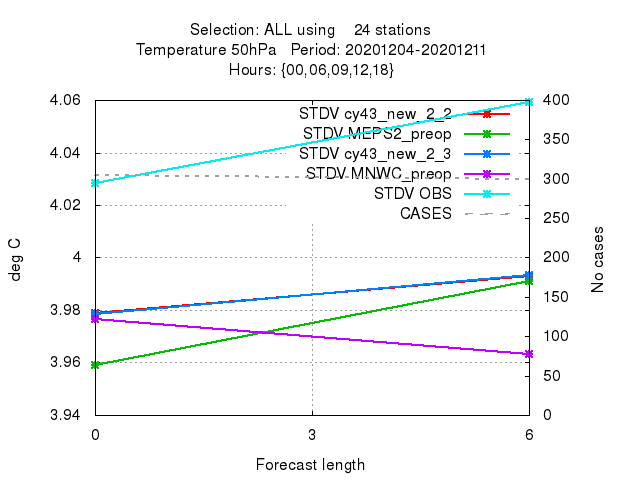 Selection: ALL using 24 stations
Temperature 50hPa Period: 20201204-20201211
Hours: {00,06,09,12,18}
4.06
4.04
4.02
4
3.98
3.96
3.94
deg C
STDV cy43_new_2_2
STDV MEPS2_preop
STDV cy43_new_2_3
STDV MNWC_preop
STDV OBS
CASES
400
350
300
250
200
150
100
50
0
No cases
0 3 6
Forecast length